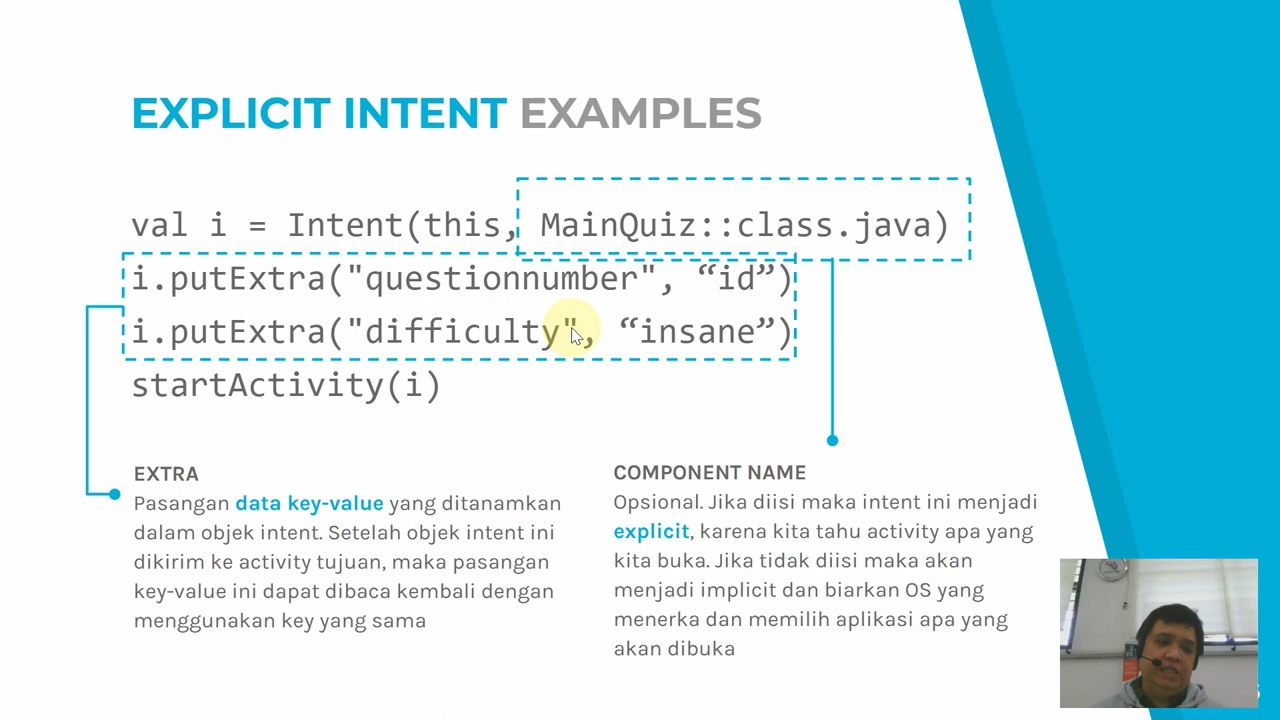 EXPLICIT INTENT EXAMPLES
val i = Intent(this, MainQuiz::class.java)
i.putExtra("questionnumber", “id”)
i.putExtra("difficulty", “insane”)
startActivity(i)
EXTRA
Pasangan data key-value yang ditanamkan
dalam objek intent. Setelah objek intent ini
dikirim ke activity tujuan, maka pasangan
key-value ini dapat dibaca kembali dengan
menggunakan key yang sama
COMPONENT NAME
Opsional. Jika diisi maka intent ini menjadi
explicit, karena kita tahu activity apa yang
kita buka. Jika tidak diisi maka akan
menjadi implicit dan biarkan OS yang
menerka dan memilih aplikasi apa yang
akan dibuka